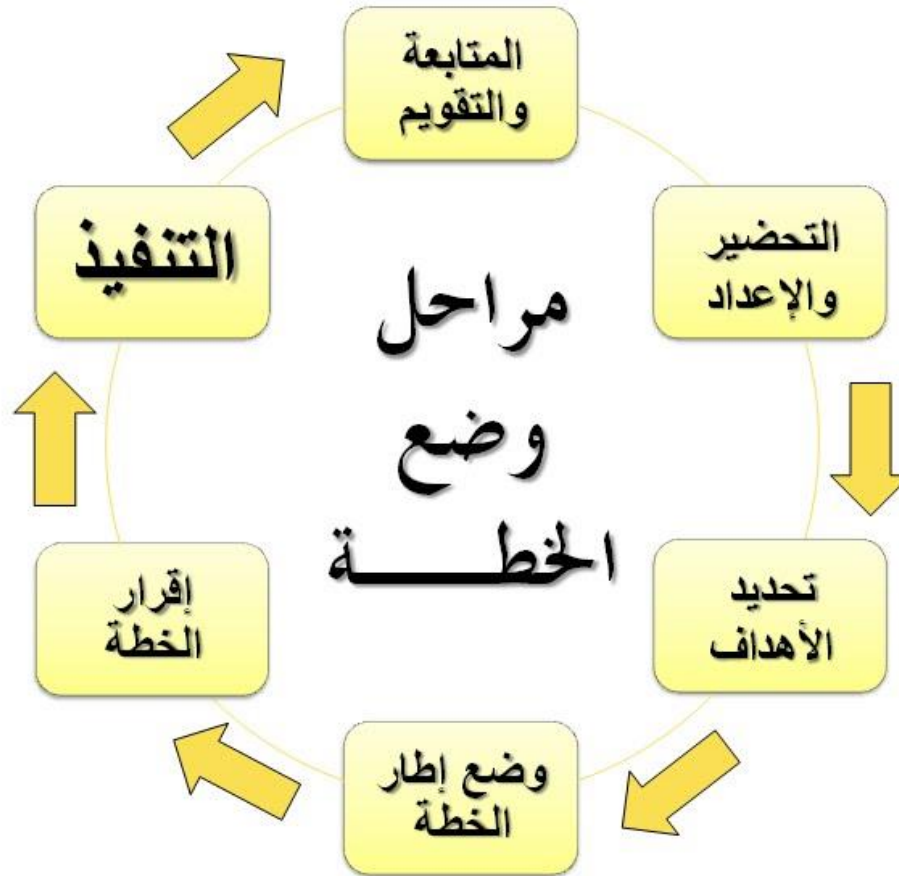 مراحل
وضع
الخطـــــة
التحضير
والإعداد
تحديد
الأهداف
وضع إطار
الخطة
إقرار
الخطة
التنفيذ
المتابعة
والتقويم